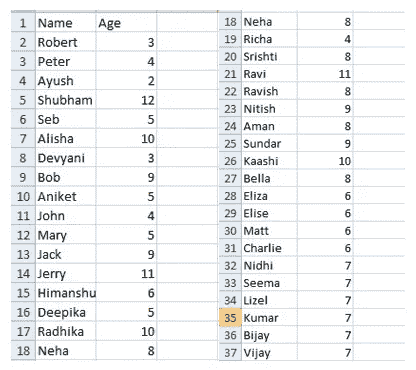 1 Name Age
2 Robert 3
3 Peter 4
4 Ayush 2
5 Shubham 12
6 Seb 5
7 Alisha 10
8 Devyani 3
9 Bob 9
10 Aniket 5
11 John 4
12 Mary 5
13 Jack 9
14 Jerry 11
15 Himanshu 6
16 Deepika 5
17 Radhika 10
18 Neha 8
18 Neha 8
19 Richa 4
20 Srishti 8
21 Ravi 11
22 Ravish 8
23 Nitish 9
24 Aman 8
25 Sundar 9
26 Kaashi 10
27 Bella 8
28 Eliza 6
29 Elise 6
30 Matt 6
31 Charlie 6
32 Nidhi 7
33 Seema 7
34 Lizel 7
35 Kumar 7
36 Bijay 7
37 Vijay 7